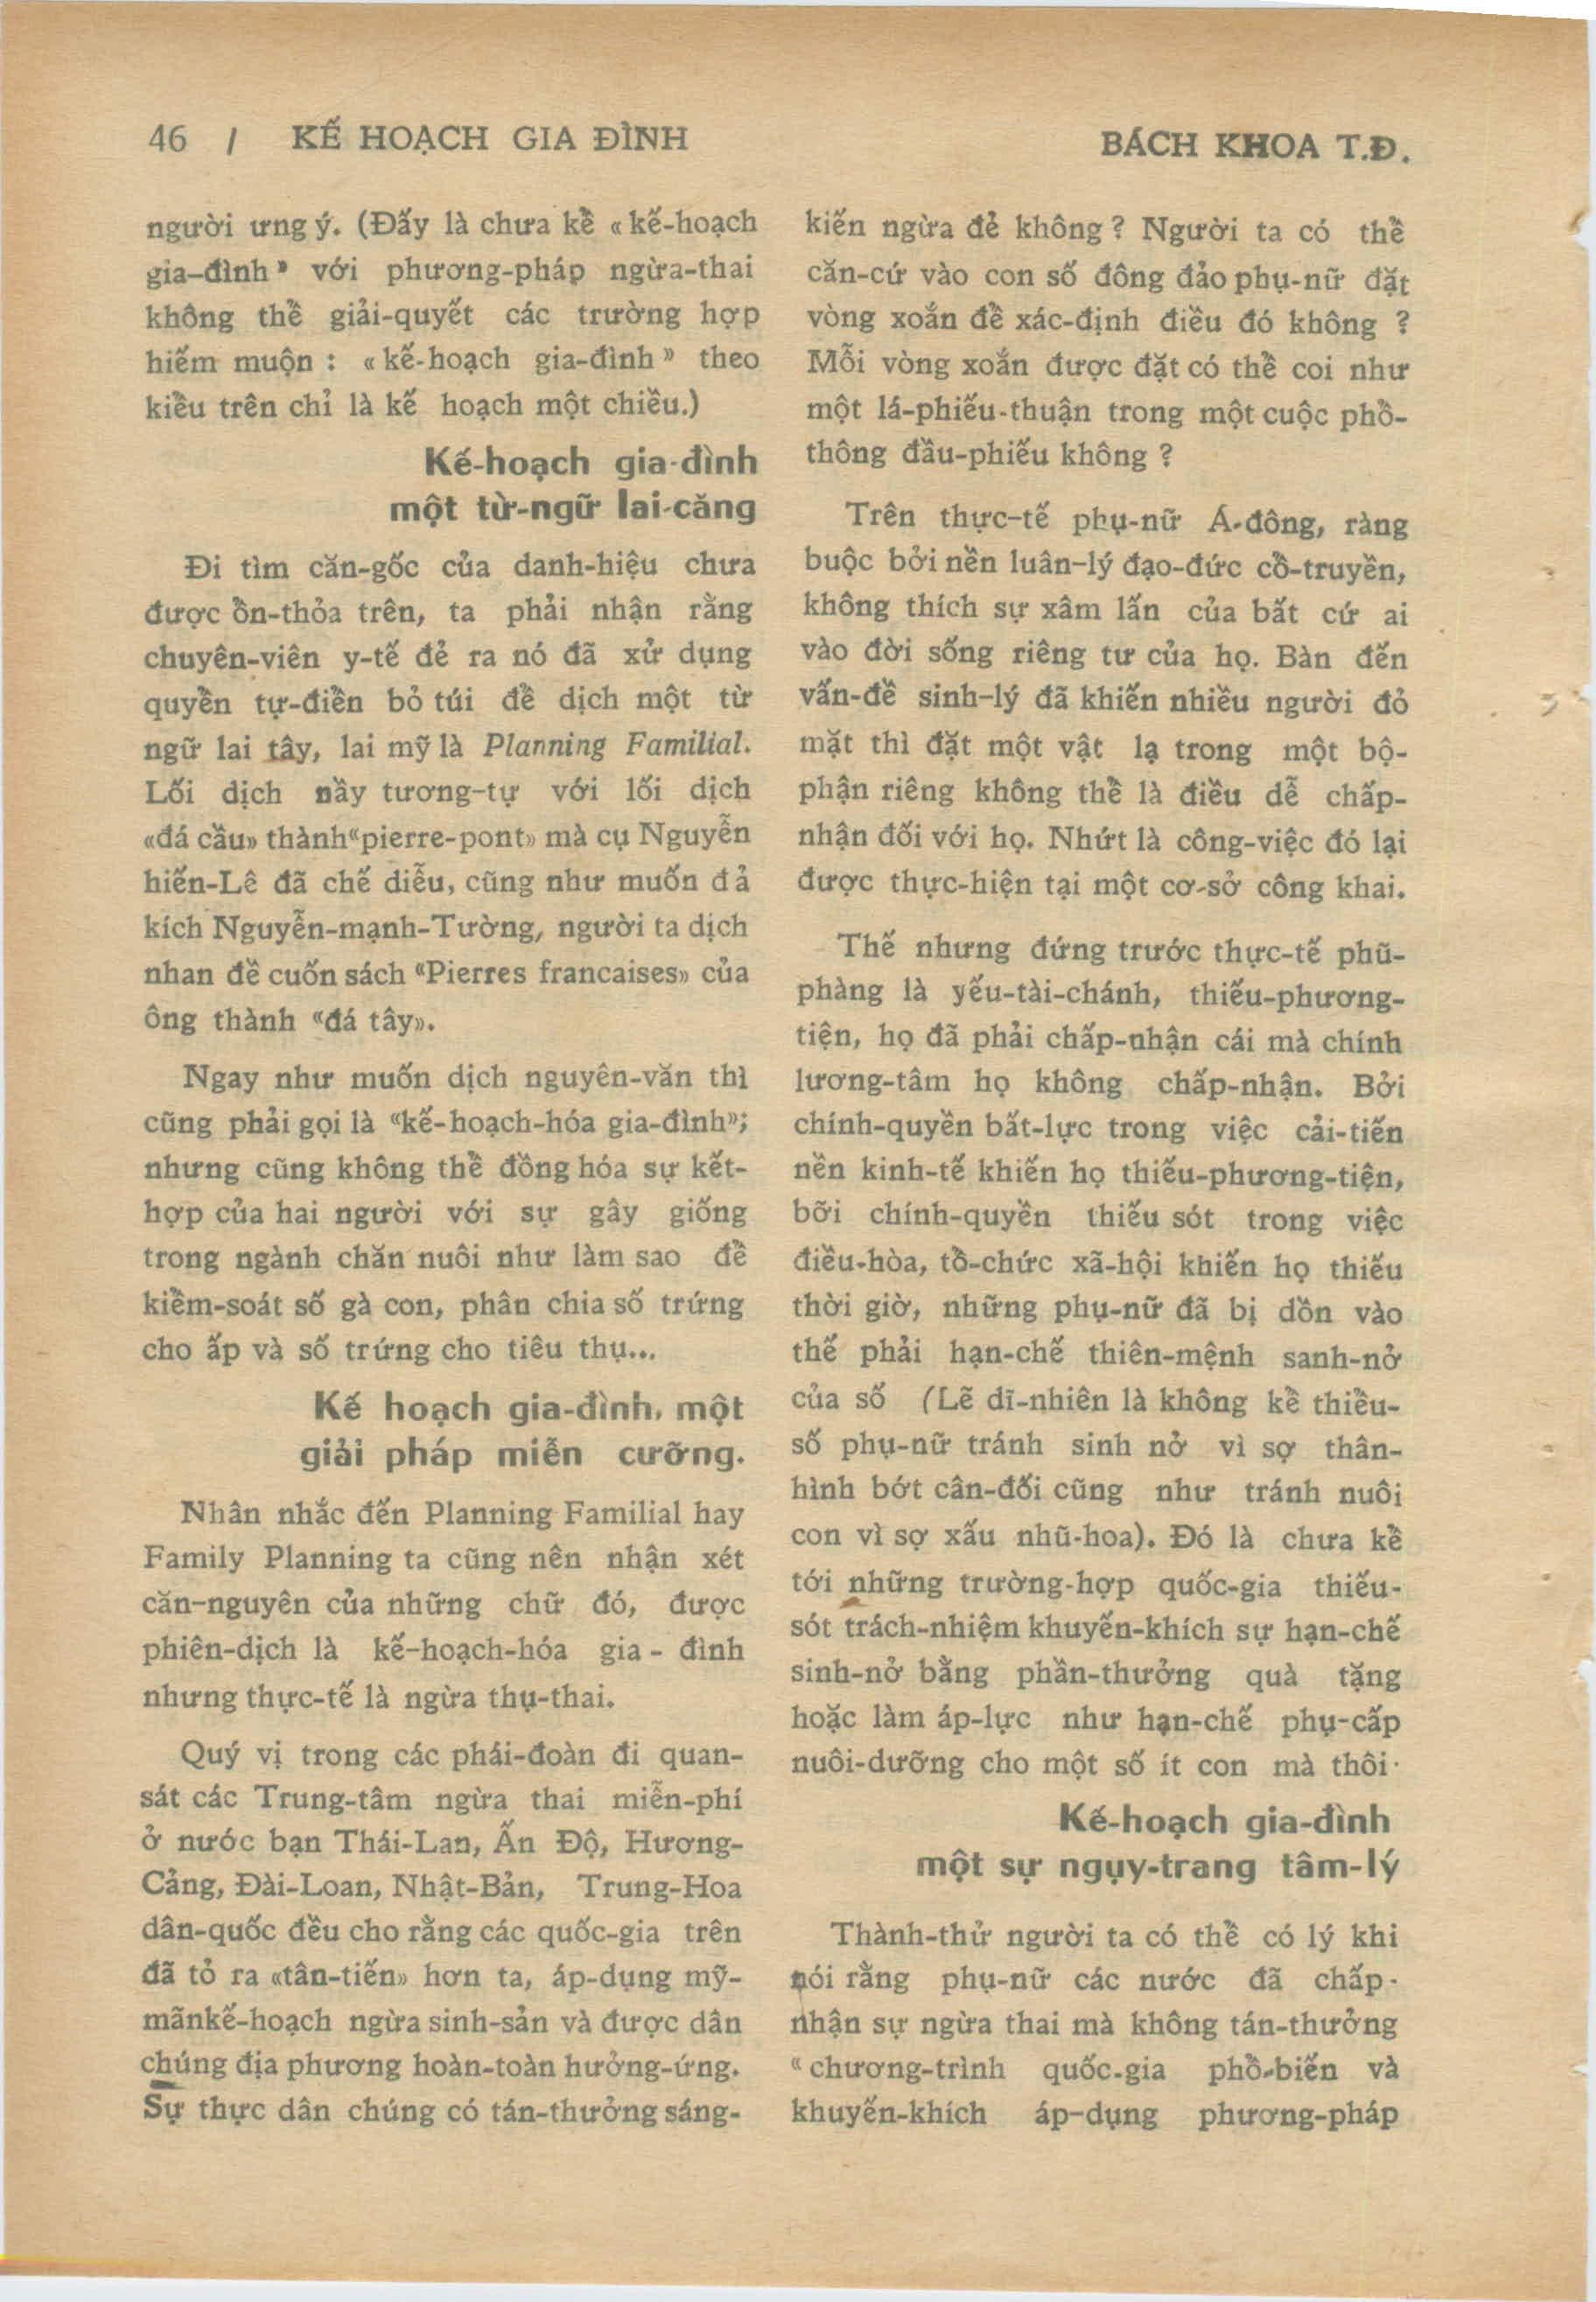 46 / KẾ HOẠCH GIA ĐÌNH
BÁCH KHOA T.Đ.
người ưng ý. (Đấy là chưa kể « kế-hoạch
gia-đình » với phương-pháp ngừa-thai
không thể giải-quyết các trường hợp
hiếm muộn : « kế-hoạch gia-đình » theo
kiểu trên chỉ là kế hoạch một chiều.)
Kế-hoạch gia-đình
một từ-ngữ lai-căng
Đi tìm căn-gốc của danh-hiệu chưa
được ổn-thỏa trên, ta phải nhận rằng
chuyên-viên y-tế đẻ ra nó đã xử dụng
quyển tự-điển bỏ túi để dịch một từ
ngữ lai tây, lai mỹ là Planning Familial.
Lối dịch nầy tương-tự với lối dịch
«đá cầu» thành«pierre-pont» mà cụ Nguyễn
hiến-Lê đã chế diễu, cũng như muốn đả
kích Nguyễn-mạnh-Tường, người ta dịch
nhan đề cuốn sách «Pierres francaises» của
ông thành «đá tây».
Ngay như muốn dịch nguyên-văn thì
cũng phải gọi là «kế-hoạch-hóa gia-đình»;
nhưng cũng không thể đồng hóa sự kết-
hợp của hai người với sự gây giống
trong ngành chăn nuôi như làm sao để
kiểm-soát số gà con, phân chia số trứng
cho ấp và số trứng cho tiêu thụ...
Kế hoạch gia-đình, một
giải pháp miễn cưỡng.
Nhân nhắc đến Planning Familial hay
Family Planning ta cũng nên nhận xét
căn-nguyên của những chữ đó, được
phiên-dịch là kế-hoạch-hóa gia - đình
nhưng thực-tế là ngừa thụ-thai.
Quý vị trong các phái-đoàn đi quan-
sát các Trung-tâm ngừa thai miễn-phí
ở nước bạn Thái-Lan, Ấn Độ, Hương-
Cảng, Đài-Loan, Nhật-Bản, Trung-Hoa
dân-quốc đều cho rằng các quốc-gia trên
đã tỏ ra «tân-tiến» hơn ta, áp-dụng mỹ-
mãnkế-hoạch ngừa sinh-sản và được dân
chúng địa phương hoàn-toàn hưởng-ứng.
Sự thực dân chúng có tán-thưởng sáng-
kiến ngừa đẻ không ? Người ta có thể
căn-cứ vào con số đông đảo phụ-nữ đặt
vòng xoắn để xác-định điều đó không ?
Mỗi vòng xoắn được đặt có thể coi như
một lá-phiếu-thuận trong một cuộc phổ-
thông đầu-phiếu không ?
Trên thực-tế phụ-nữ Á-đông, ràng
buộc bởi nền luân-lý đạo-đức cổ-truyền,
không thích sự xâm lấn của bất cứ ai
vào đời sống riêng tư của họ. Bàn đến
vấn-đề sinh-lý đã khiến nhiều người đỏ
mặt thì đặt một vật lạ trong một bộ-
phận riêng không thể là điều dễ chấp-
nhận đối với họ. Nhứt là công-việc đó lại
được thực-hiện tại một cơ-sở công khai.
Thế nhưng đứng trước thực-tế phũ-
phàng là yếu-tài-chánh, thiếu-phương-
tiện, họ đã phải chấp-nhận cái mà chính
lương-tâm họ không chấp-nhận. Bởi
chính-quyền bất-lực trong việc cải-tiến
nền kinh-tế khiến họ thiếu-phương-tiện,
bỡi chính-quyền thiếu sót trong việc
điều-hòa, tổ-chức xã-hội khiến họ thiếu
thời giờ, những phụ-nữ đã bị dồn vào
thế phải hạn-chế thiên-mệnh sanh-nở
của số (Lẽ dĩ-nhiên là không kể thiểu-
số phụ-nữ tránh sinh nở vì sợ thân-
hình bớt cân-đối cũng như tránh nuôi
con vì sợ xấu nhũ-hoa). Đó là chưa kể
tới những trường-hợp quốc-gia thiếu-
sót trách-nhiệm khuyến-khích sự hạn-chế
sinh-nở bằng phần-thưởng quà tặng
hoặc làm áp-lực như hạn-chế phụ-cấp
nuôi-dưỡng cho một số ít con mà thôi.
Kế-hoạch gia-đình
một sự ngụy-trang tâm-lý
Thành-thử người ta có thể có lý khi
nói rằng phụ-nữ các nước đã chấp-
nhận sự ngừa thai mà không tán-thưởng
« chương-trình quốc-gia phổ-biến và
khuyến-khích áp-dụng phương-pháp